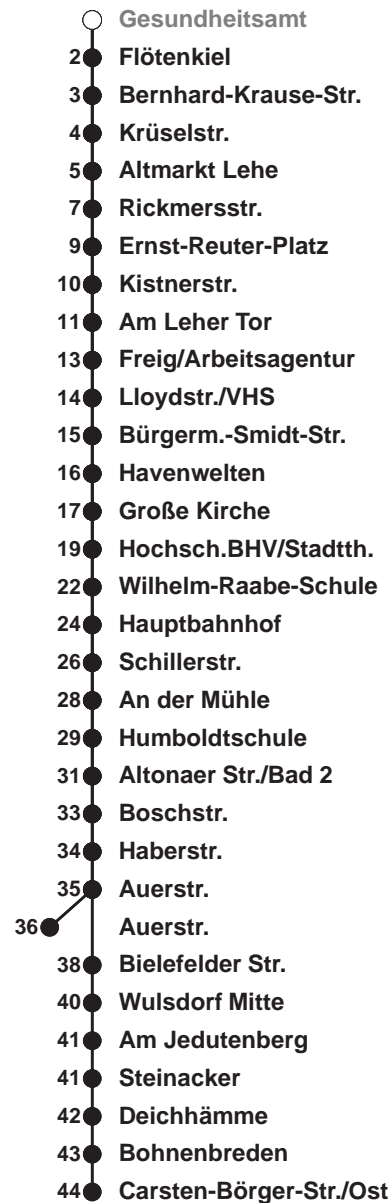 Gesundheitsamt
2 Flötenkiel
3 Bernhard-Krause-Str.
4 Krüselstr.
5 Altmarkt Lehe
7 Rickmersstr.
9 Ernst-Reuter-Platz
10 Kistnerstr.
11 Am Leher Tor
13 Freig/Arbeitsagentur
14 Lloydstr./VHS
15 Bürgerm.-Smidt-Str.
16 Havenwelten
17 Große Kirche
19 Hochsch.BHV/Stadtth.
22 Wilhelm-Raabe-Schule
24 Hauptbahnhof
26 Schillerstr.
28 An der Mühle
29 Humboldtschule
31 Altonaer Str./Bad 2
33 Boschstr.
34 Haberstr.
35 Auerstr.
36 Auerstr.
38 Bielefelder Str.
40 Wulsdorf Mitte
41 Am Jedutenberg
41 Steinacker
42 Deichhämme
43 Bohnenbreden
44 Carsten-Börger-Str./Ost